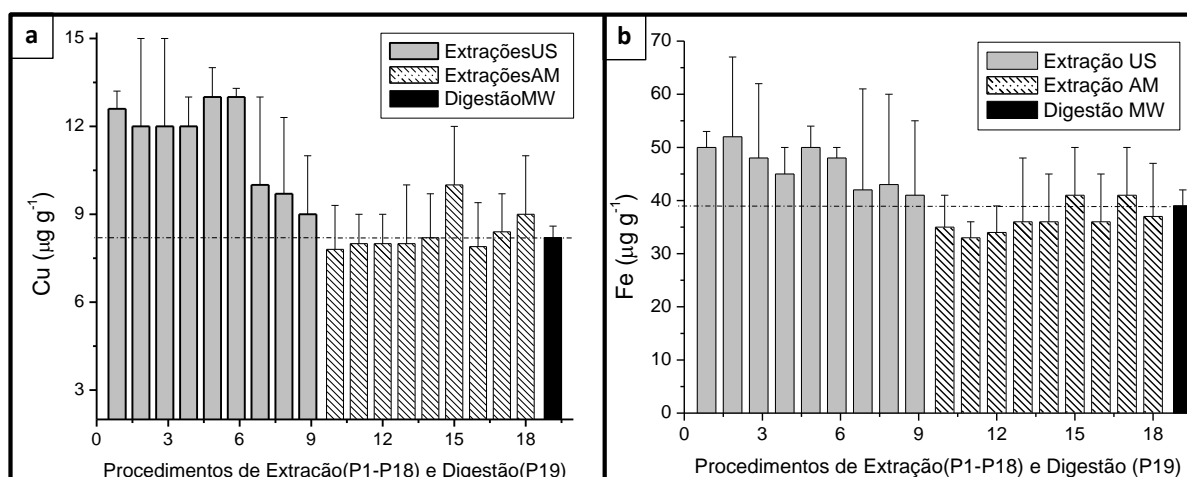 a
ExtraçõesUS
ExtraçõesAM
DigestãoMW
15
12
9
6
3
Cu (µg g⁻¹)
0 3 6 9 12 15 18
Procedimentos de Extração(P1-P18) e Digestão(P19)
b
Extração US
Extração AM
Digestão MW
70
60
50
40
30
20
10
0
Fe (µg g⁻¹)
0 3 6 9 12 15 18
Procedimentos de Extração(P1-P18) e Digestão (P19)